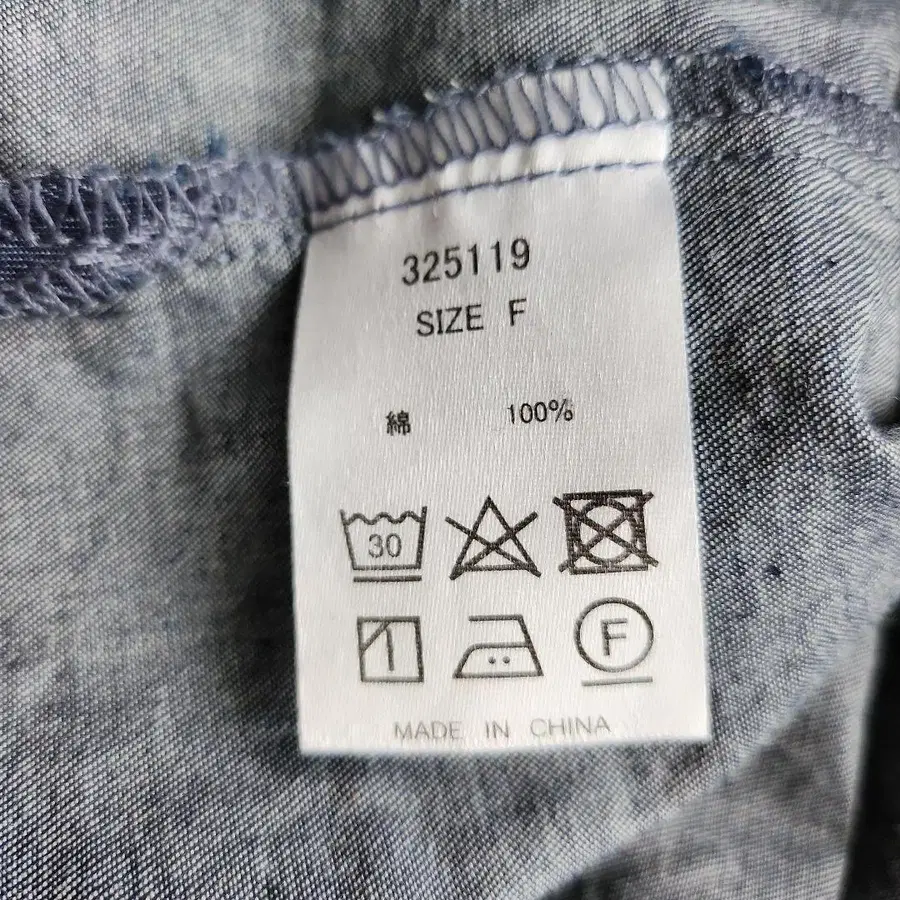 325119
SIZE F
綿 100%
30
F
MADE IN CHINA